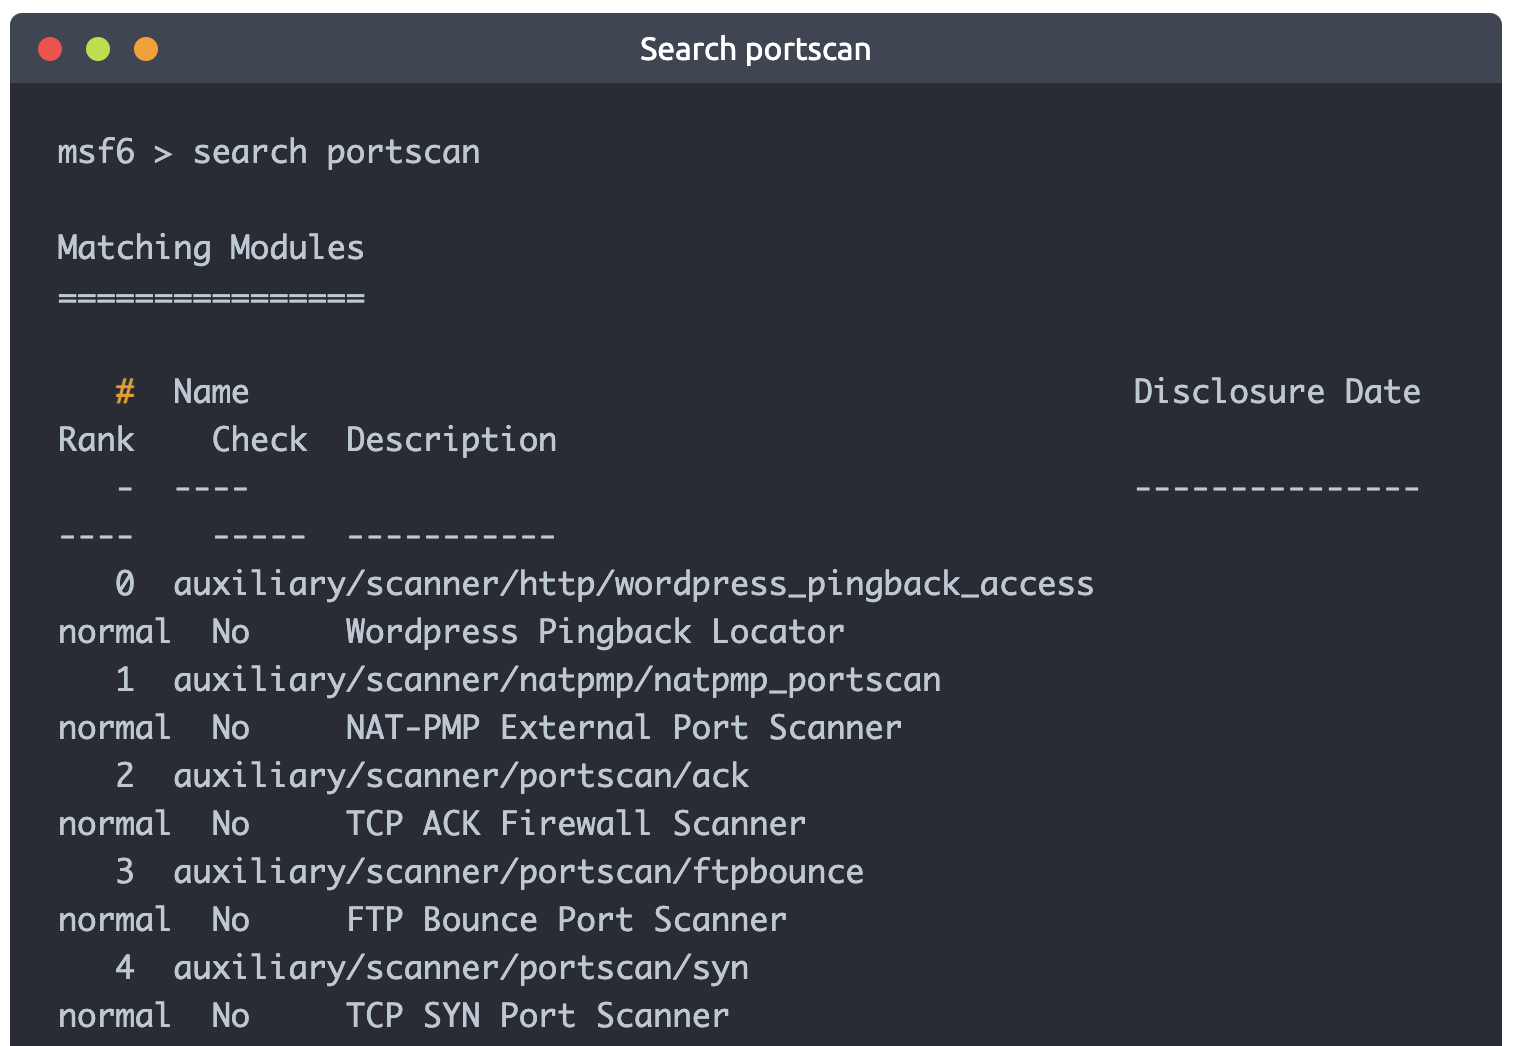 Search portscan
msf6 > search portscan
Matching Modules
================
#  Name                                              Disclosure Date
Rank    Check  Description
-  ----                                              ---------------
----    -----  -----------
0  auxiliary/scanner/http/wordpress_pingback_access
normal  No     Wordpress Pingback Locator
1  auxiliary/scanner/natpmp/natpmp_portscan
normal  No     NAT-PMP External Port Scanner
2  auxiliary/scanner/portscan/ack
normal  No     TCP ACK Firewall Scanner
3  auxiliary/scanner/portscan/ftpbounce
normal  No     FTP Bounce Port Scanner
4  auxiliary/scanner/portscan/syn
normal  No     TCP SYN Port Scanner